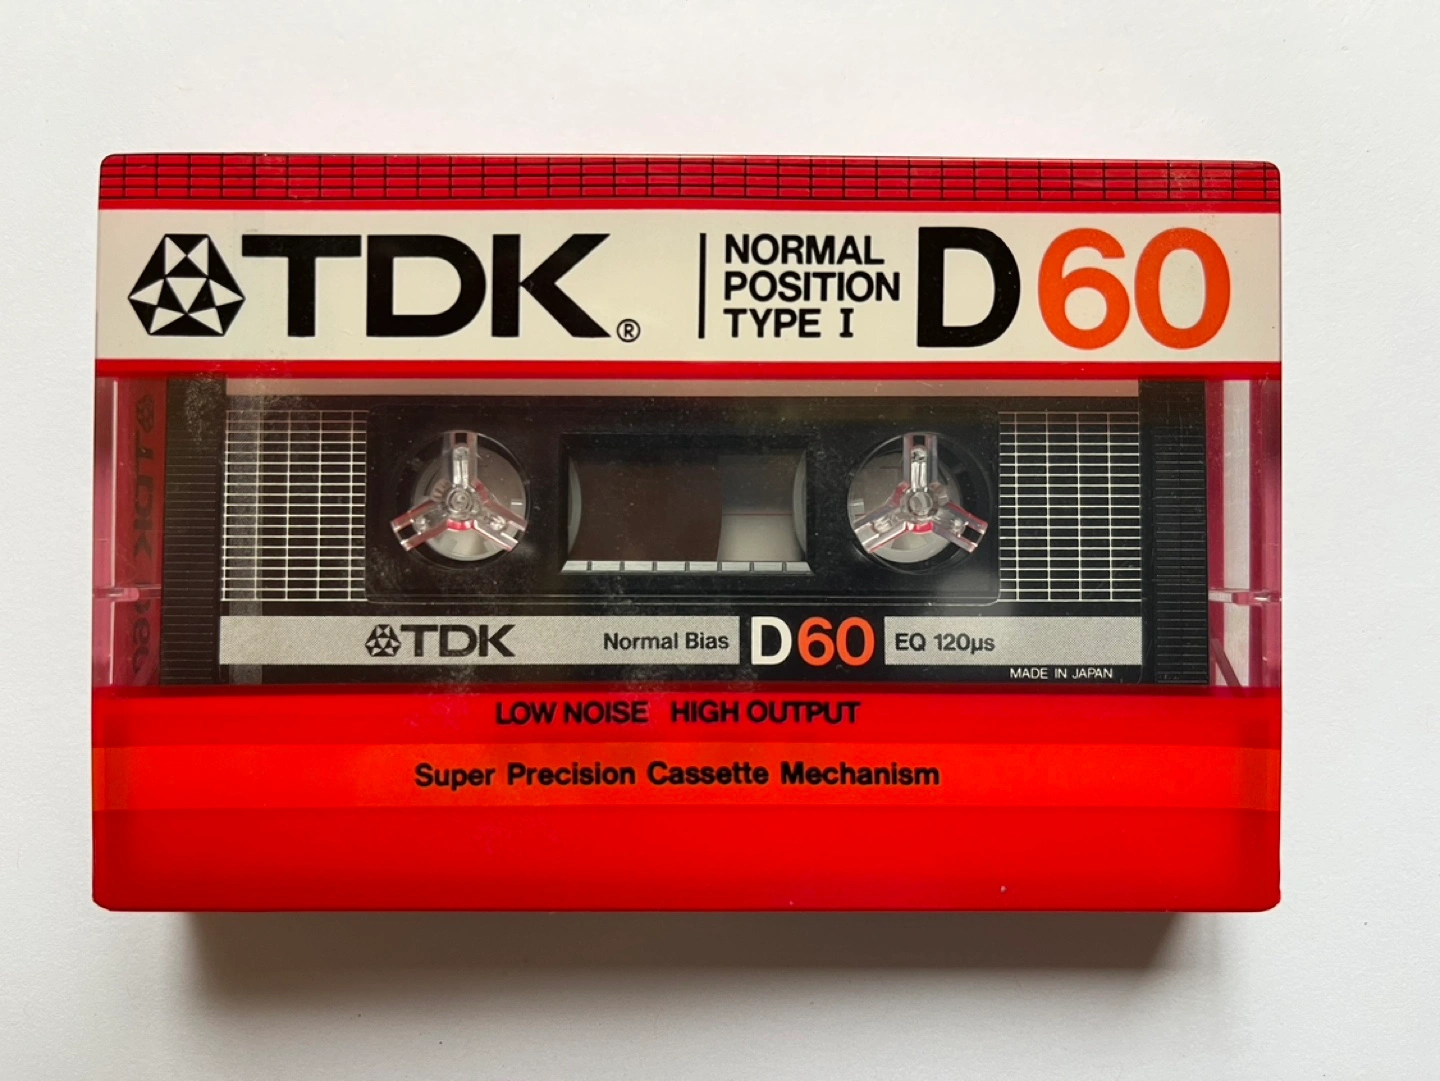 TDK®
NORMAL
POSITION
TYPE I
D60
TDK
TDK Normal Bias D60 EQ 120µs
MADE IN JAPAN
LOW NOISE HIGH OUTPUT
Super Precision Cassette Mechanism